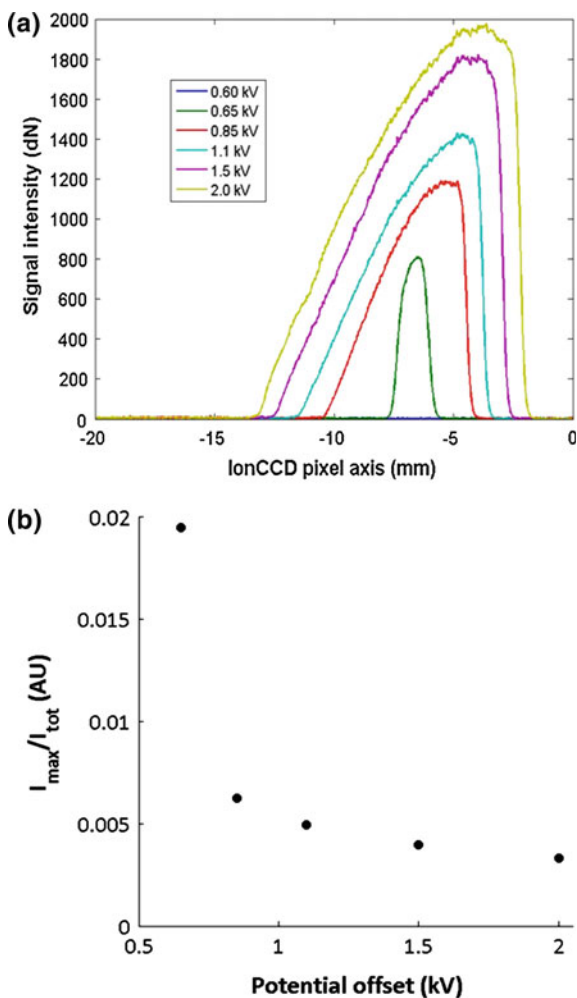 (a)
2000
1800
1600
1400
1200
1000
800
600
400
200
0
Signal intensity (dN)
0.60 kV
0.65 kV
0.85 kV
1.1 kV
1.5 kV
2.0 kV
-20 -15 -10 -5 0
IonCCD pixel axis (mm)
(b)
0.02
0.015
0.01
0.005
0
Imax/Itot (AU)
0.5 1 1.5 2
Potential offset (kV)